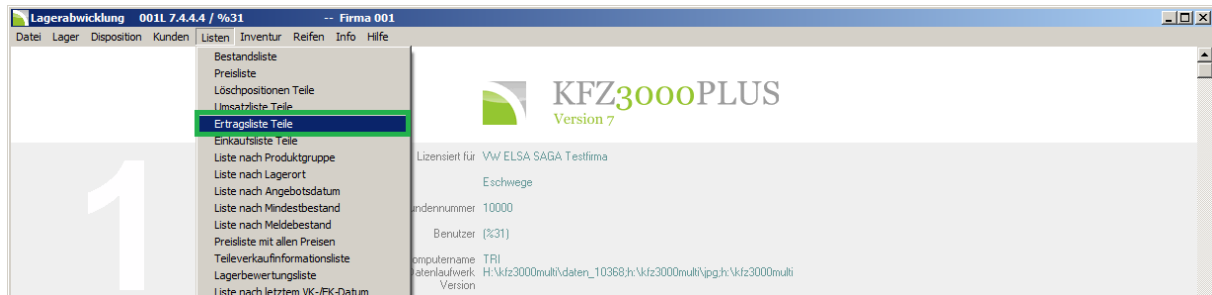 Lagerabwicklung 001L 7.4.4.4 / %31 -- Firma 001
Datei Lager Disposition Kunden Listen Inventur Reifen Info Hilfe
Bestandsliste
Preisliste
Löschpositionen Teile
Umsatzliste Teile
Ertragsliste Teile
Einkaufsliste Teile
Liste nach Produktgruppe
Liste nach Lagerort
Liste nach Angebotsdatum
Liste nach Mindestbestand
Liste nach Meldebestand
Preisliste mit allen Preisen
Teileverkaufinformationsliste
Lagerbewertungsliste
Liste nach letztem VK-/EK-Datum
KFZ3000PLUS
Version 7
1
Lizensiert für VW ELSA SAGA Testfirma
Eschwege
undennummer 10000
Benutzer (%31)
omputername TRI
atenlaufwerk H:\kfz3000multi\daten_10368;h:\kfz3000multi\jpg;h:\kfz3000multi
Version